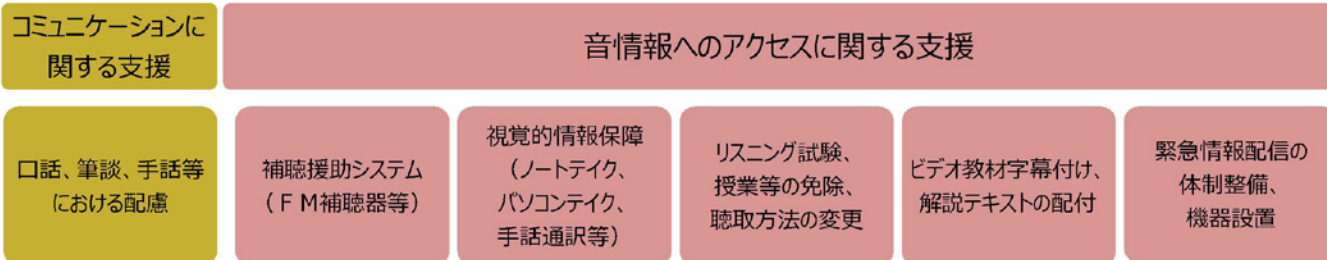 コミュニケーションに
関する支援
音情報へのアクセスに関する支援
口話、筆談、手話等
における配慮
補聴援助システム
（ＦＭ補聴器等）
視覚的情報保障
（ノートテイク、
パソコンテイク、
手話通訳等）
リスニング試験、
授業等の免除、
聴取方法の変更
ビデオ教材字幕付け、
解説テキストの配付
緊急情報配信の
体制整備、
機器設置